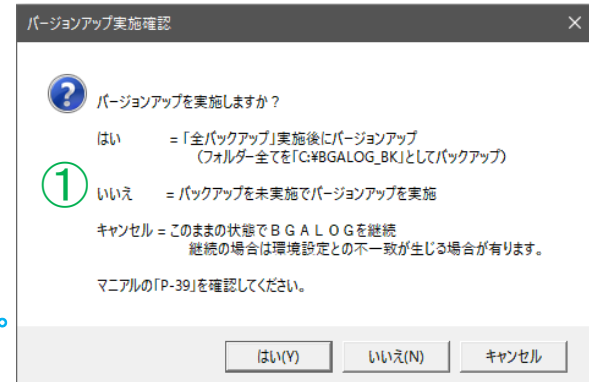 バージョンアップ実施確認
バージョンアップを実施しますか？
はい = 「全バックアップ」実施後にバージョンアップ
（フォルダー全てを「C:¥BGALOG_BK」としてバックアップ）
①
いいえ = バックアップを未実施でバージョンアップを実施
キャンセル = このままの状態でＢＧＡＬＯＧを継続
継続の場合は環境設定との不一致が生じる場合が有ります。
マニアルの「P-39」を確認してください。
。
はい(Y) いいえ(N) キャンセル